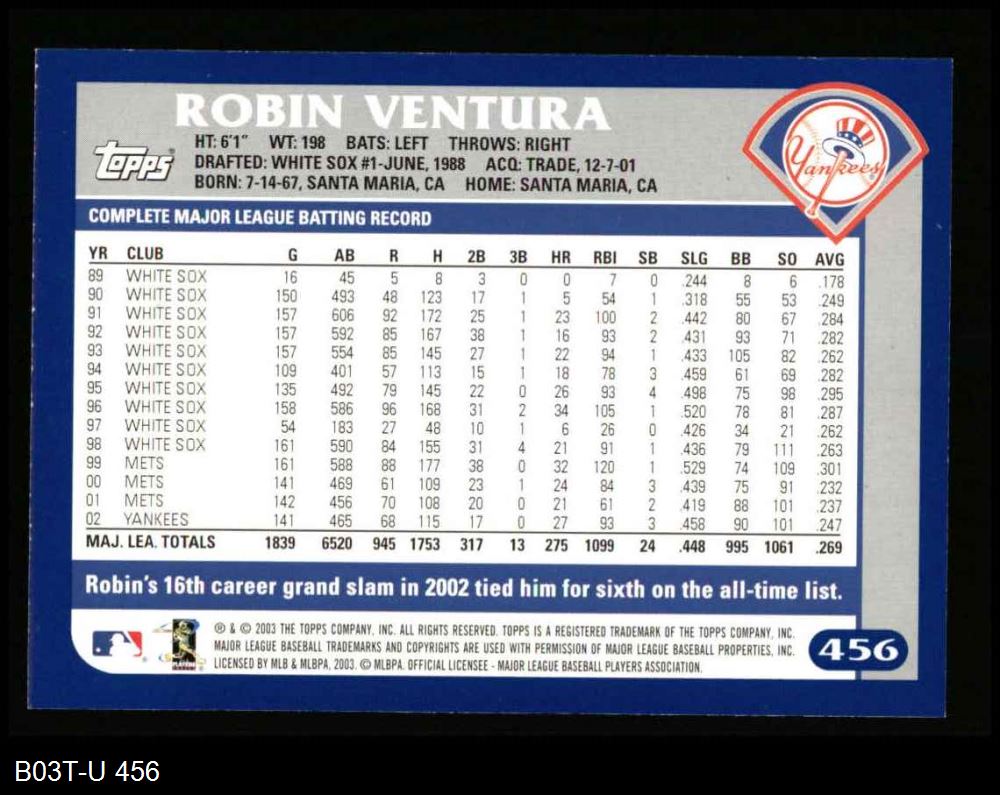 ROBIN VENTURA
topps
HT: 6'1" WT: 198 BATS: LEFT THROWS: RIGHT
DRAFTED: WHITE SOX #1-JUNE, 1988 ACQ: TRADE, 12-7-01
BORN: 7-14-67, SANTA MARIA, CA HOME: SANTA MARIA, CA
Yankees
COMPLETE MAJOR LEAGUE BATTING RECORD
YR CLUB G AB R H 2B 3B HR RBI SB SLG BB SO AVG
89 WHITE SOX 16 45 5 8 3 0 0 7 0 .244 8 6 .178
90 WHITE SOX 150 493 48 123 17 1 5 54 1 .318 55 53 .249
91 WHITE SOX 157 606 92 172 25 1 23 100 2 .442 80 67 .284
92 WHITE SOX 157 592 85 167 38 1 16 93 2 .431 93 71 .282
93 WHITE SOX 157 554 85 145 27 1 22 94 1 .433 105 82 .262
94 WHITE SOX 109 401 57 113 15 1 18 78 3 .459 61 69 .282
95 WHITE SOX 135 492 79 145 22 0 26 93 4 .498 75 98 .295
96 WHITE SOX 158 586 96 168 31 2 34 105 1 .520 78 81 .287
97 WHITE SOX 54 183 27 48 10 1 6 26 0 .426 34 21 .262
98 WHITE SOX 161 590 84 155 31 4 21 91 1 .436 79 111 .263
99 METS 161 588 88 177 38 0 32 120 1 .529 74 109 .301
00 METS 141 469 61 109 23 1 24 84 3 .439 75 91 .232
01 METS 142 456 70 108 20 0 21 61 2 .419 88 101 .237
02 YANKEES 141 465 68 115 17 0 27 93 3 .458 90 101 .247
MAJ. LEA. TOTALS 1839 6520 945 1753 317 13 275 1099 24 .448 995 1061 .269
Robin's 16th career grand slam in 2002 tied him for sixth on the all-time list.
® & © 2003 THE TOPPS COMPANY, INC. ALL RIGHTS RESERVED. TOPPS IS A REGISTERED TRADEMARK OF THE TOPPS COMPANY, INC.
MAJOR LEAGUE BASEBALL TRADEMARKS AND COPYRIGHTS ARE USED WITH PERMISSION OF MAJOR LEAGUE BASEBALL PROPERTIES, INC.
LICENSED BY MLB & MLBPA, 2003. © MLBPA. OFFICIAL LICENSEE - MAJOR LEAGUE BASEBALL PLAYERS ASSOCIATION.
456
B03T-U 456